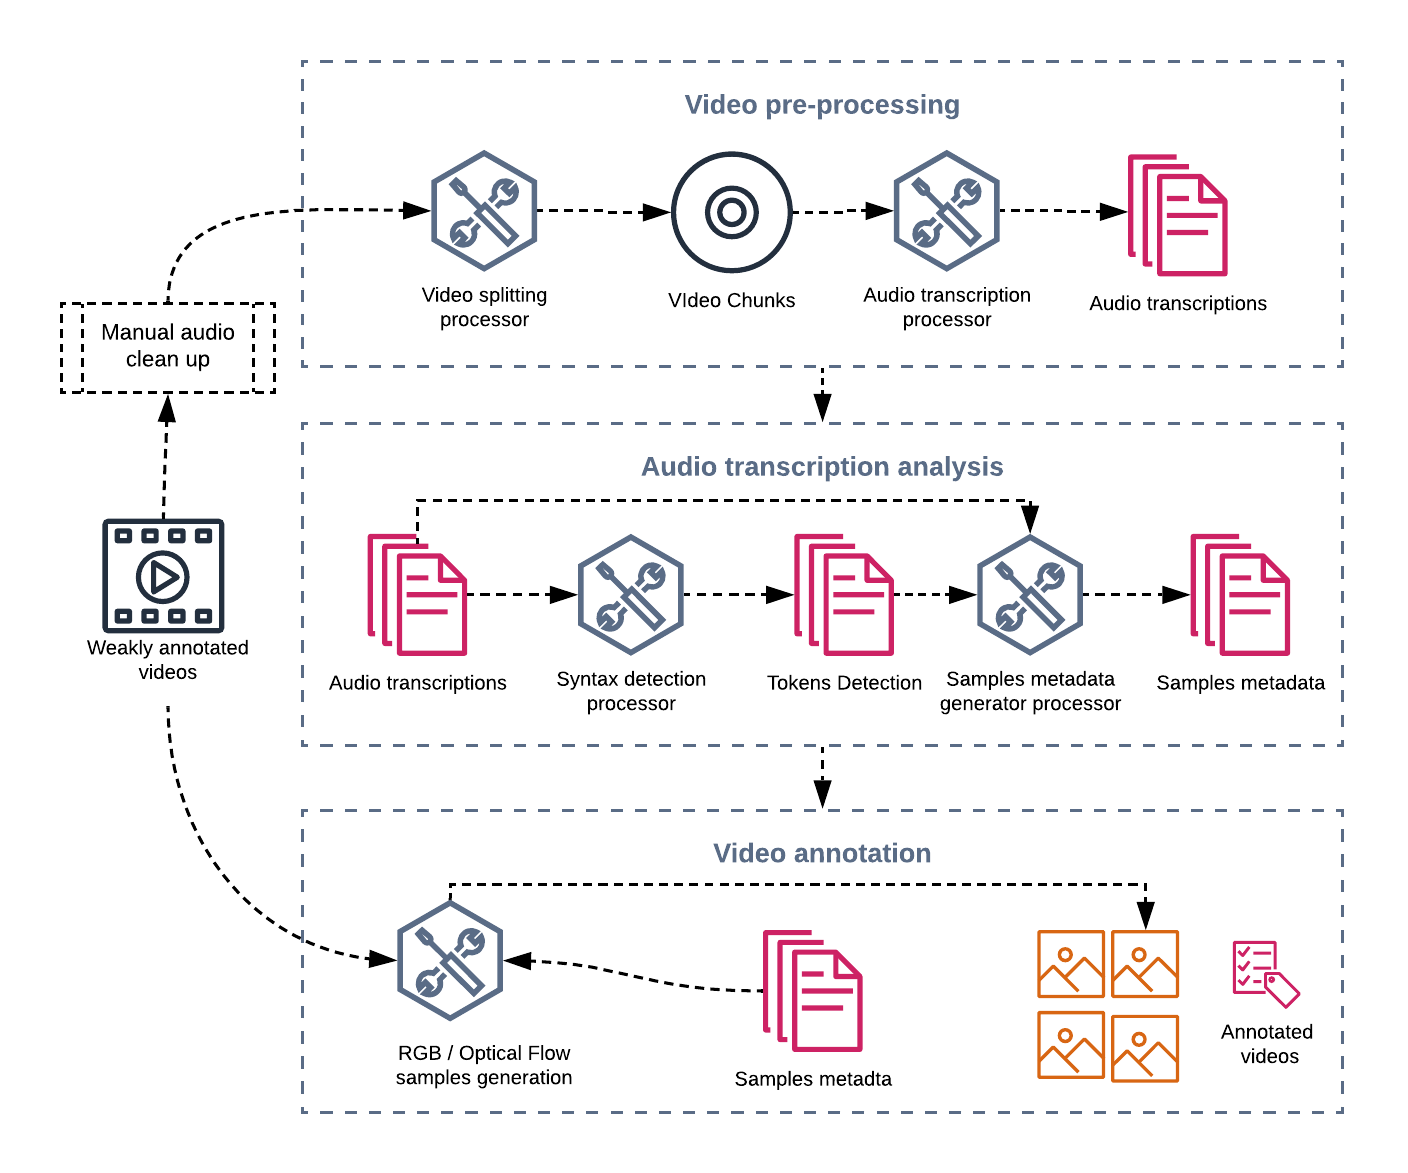 Video pre-processing
Video splitting
processor
VIdeo Chunks
Audio transcription
processor
Audio transcriptions
Manual audio
clean up
Weakly annotated
videos
Audio transcription analysis
Audio transcriptions
Syntax detection
processor
Tokens Detection
Samples metadata
generator processor
Samples metadata
Video annotation
RGB / Optical Flow
samples generation
Samples metadta
Annotated
videos